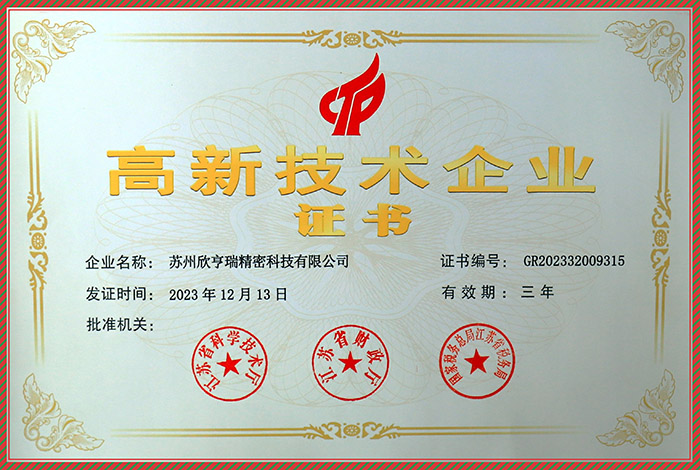 CTP
高新技术企业
证书
企业名称：苏州欣亨瑞精密科技有限公司
证书编号：GR202332009315
发证时间：2023年12月13日
有效期：三年
批准机关：
江苏省科学技术厅
江苏省财政厅
国家税务总局江苏省税务局